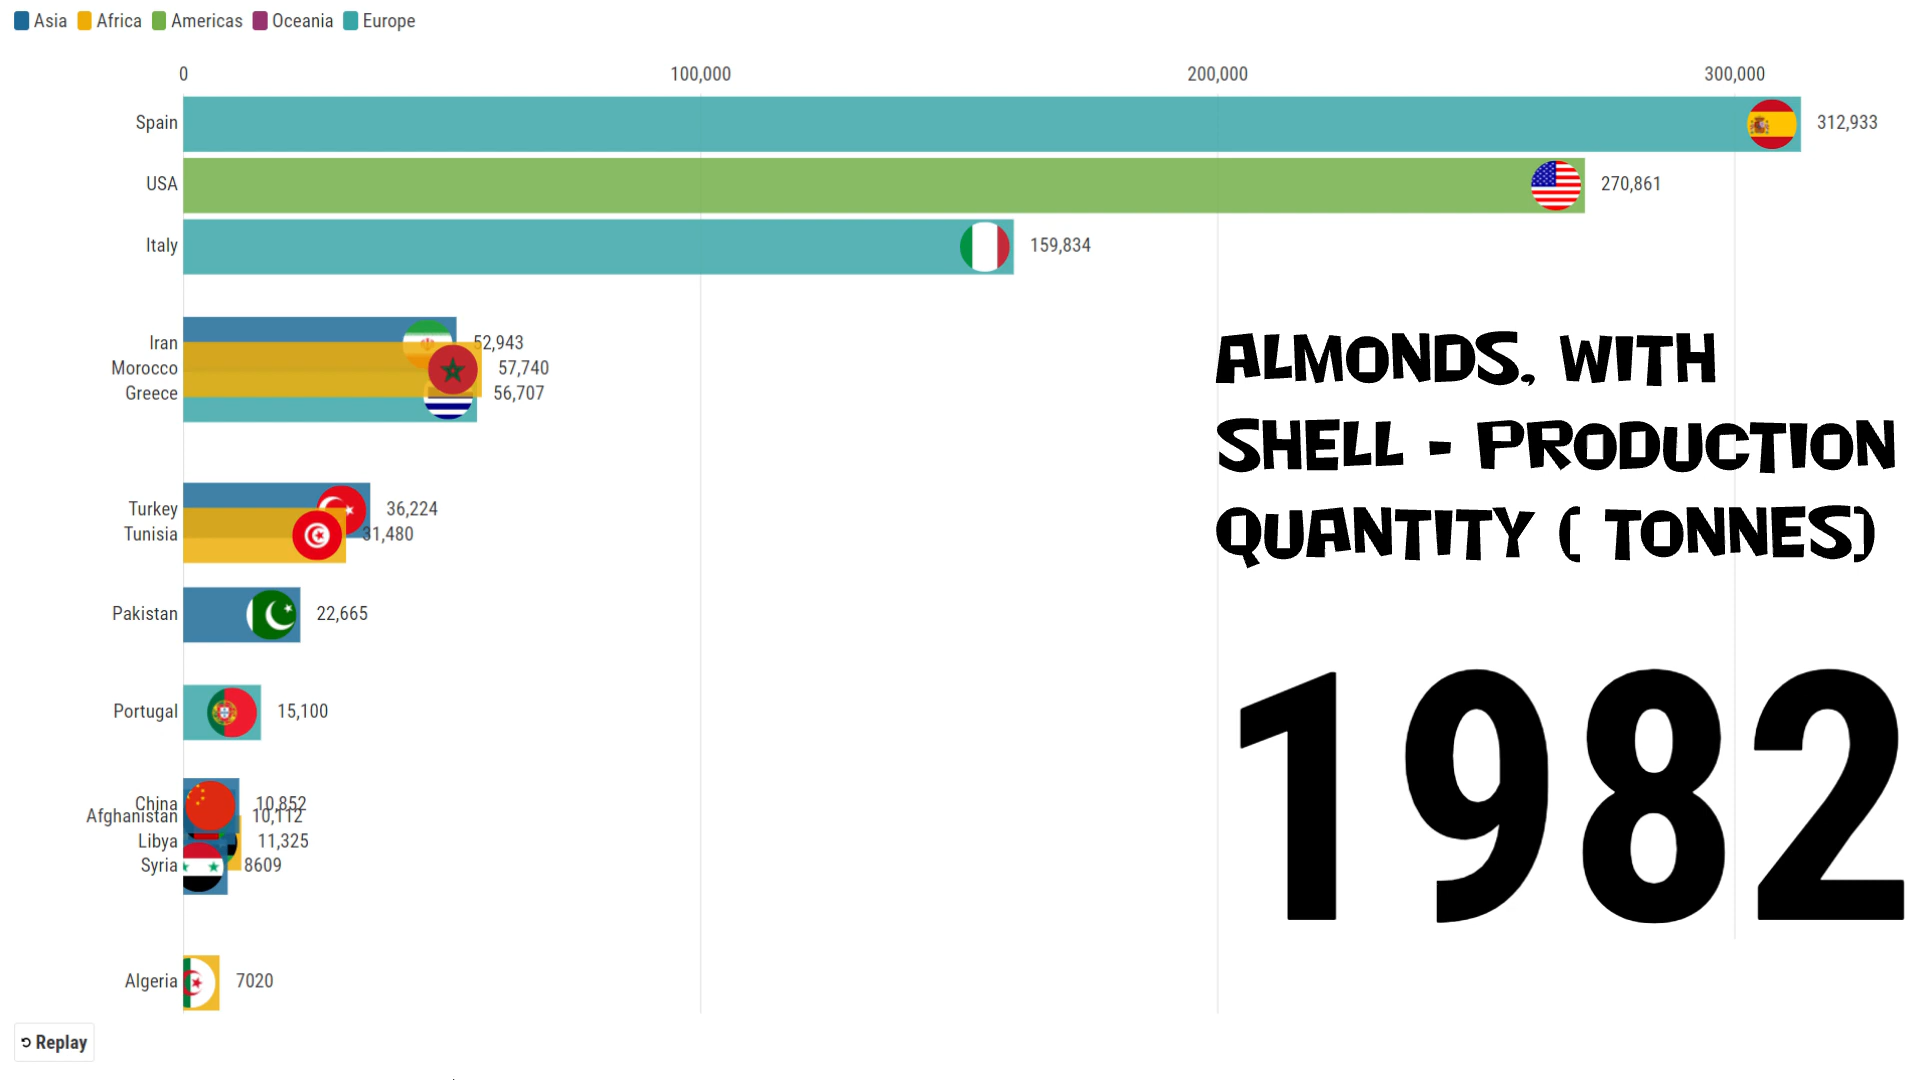 Asia Africa Americas Oceania Europe
0 100,000 200,000 300,000
Spain 312,933
USA 270,861
Italy 159,834
Iran 52,943
Morocco 57,740
Greece 56,707
Turkey 36,224
Tunisia 31,480
Pakistan 22,665
Portugal 15,100
China 10,852
Afghanistan 10,112
Libya 11,325
Syria 8609
Algeria 7020
ALMONDS, WITH
SHELL - PRODUCTION
QUANTITY ( TONNES)
1982
Replay